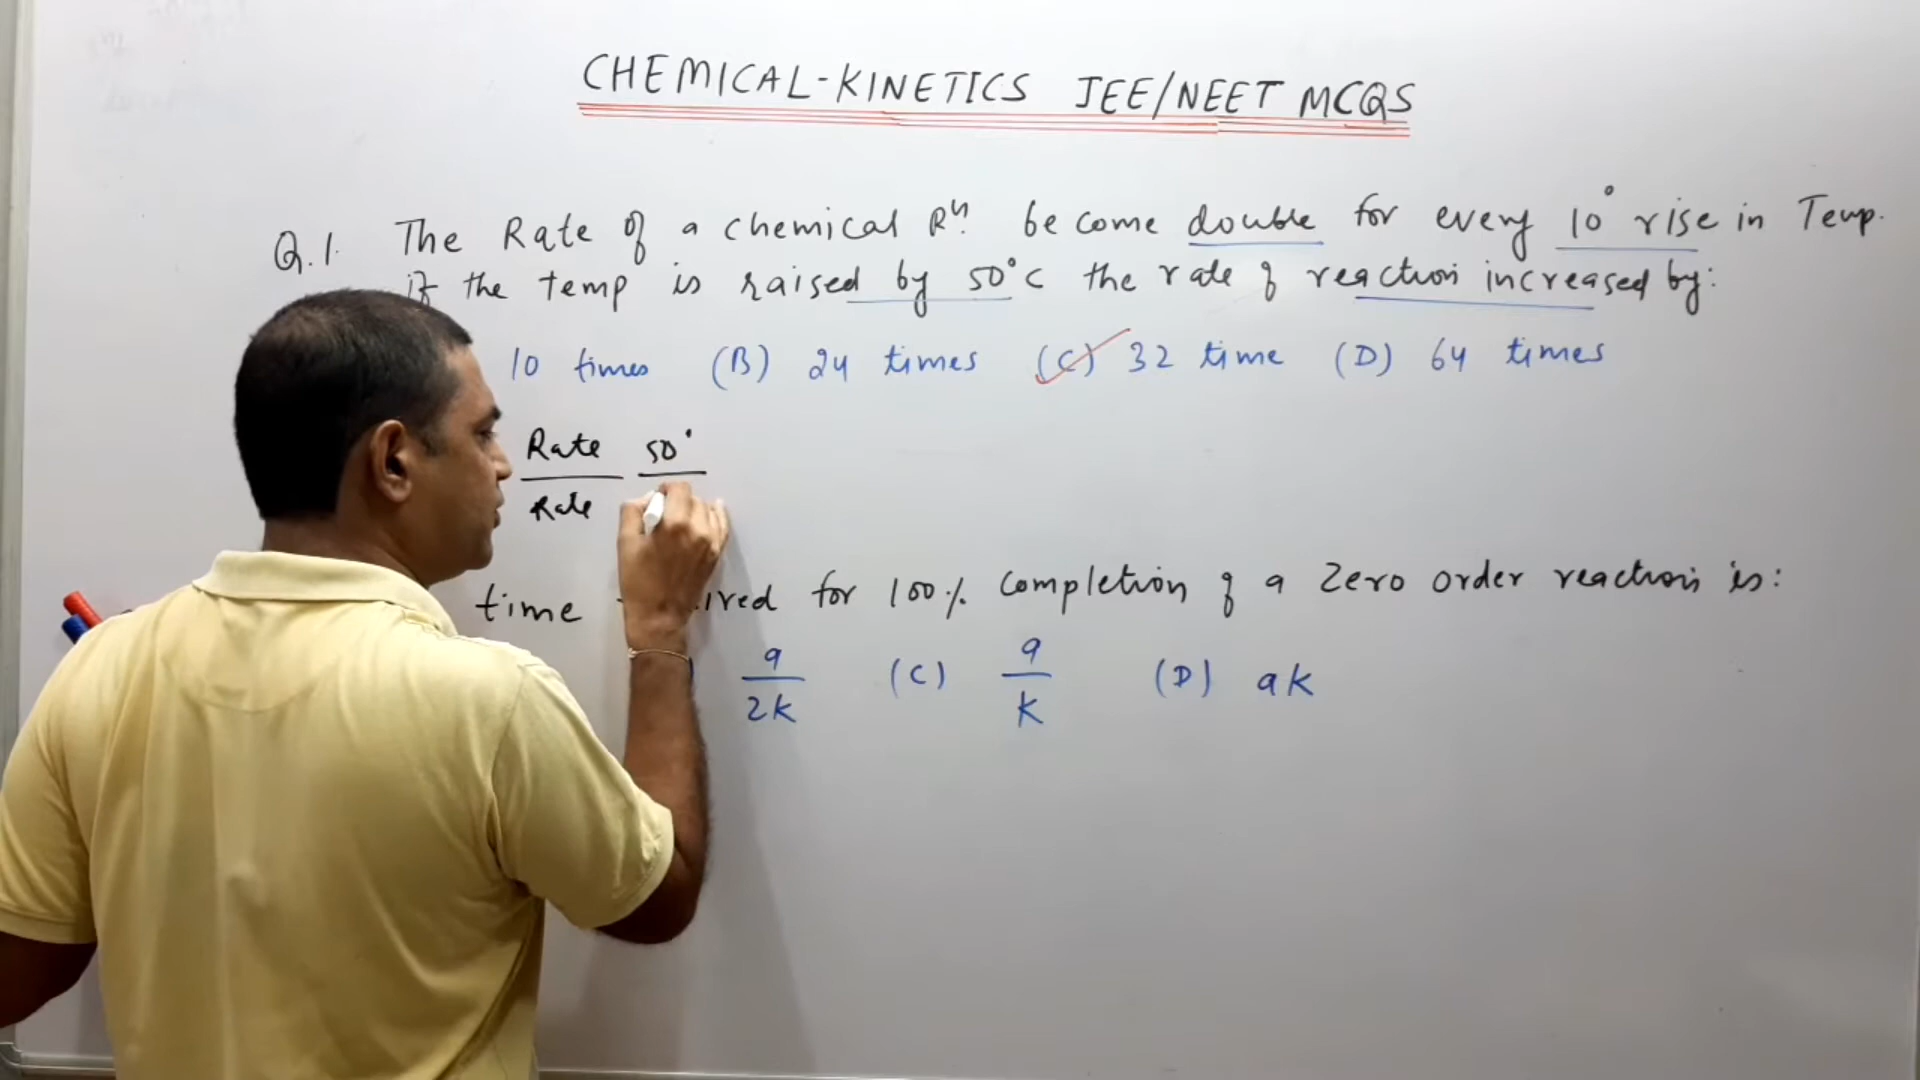 CHEMICAL-KINETICS JEE/NEET MCQS
Q.1. The Rate of a chemical Rⁿ. become double for every 10° rise in Temp.
if the temp is raised by 50°C the rate of reaction increased by:
10 times (B) 24 times (C) 32 time (D) 64 times
Rate 50°
Rate
time for 100% Completion of a Zero order reaction is:
a/2k (C) a/k (D) ak